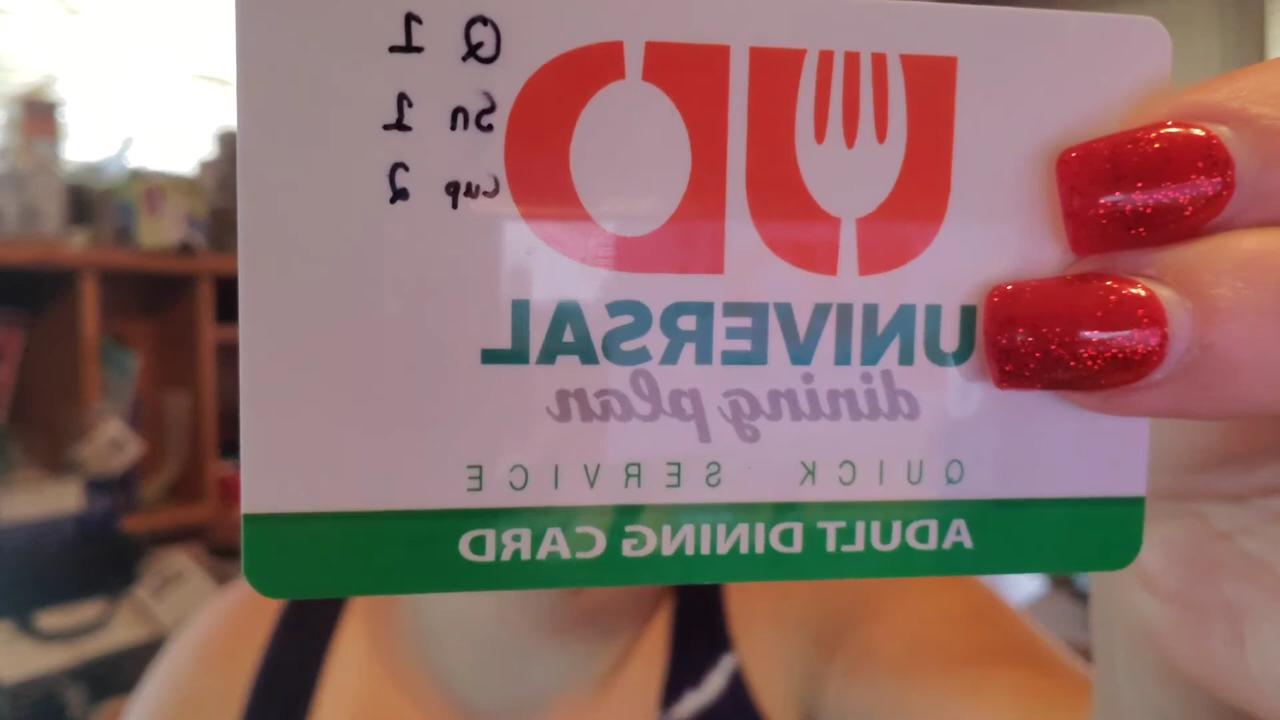 Q 1
Sn 1
Cup 2
UD
UNIVERSAL
dining plan
QUICK SERVICE
ADULT DINING CARD